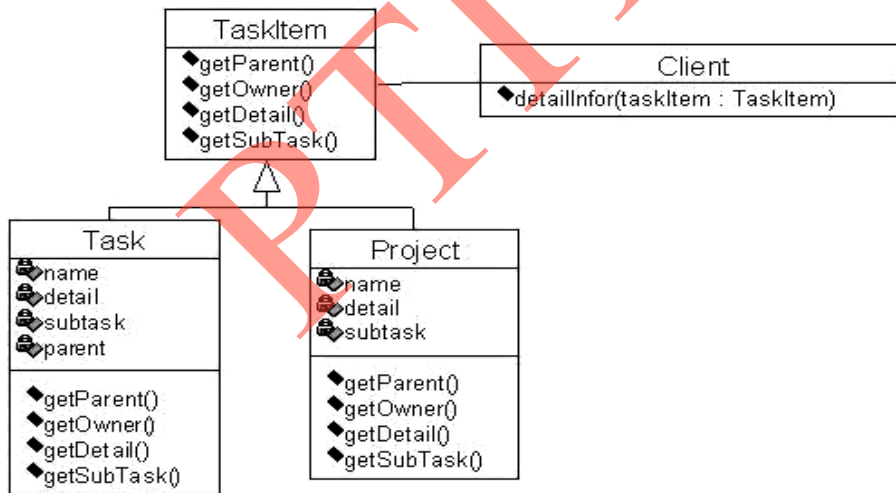 TaskItem
getParent()
getOwner()
getDetail()
getSubTask()
Client
detailInfor(taskItem : TaskItem)
Task
name
detail
subtask
parent
getParent()
getOwner()
getDetail()
getSubTask()
Project
name
detail
subtask
getParent()
getOwner()
getDetail()
getSubTask()